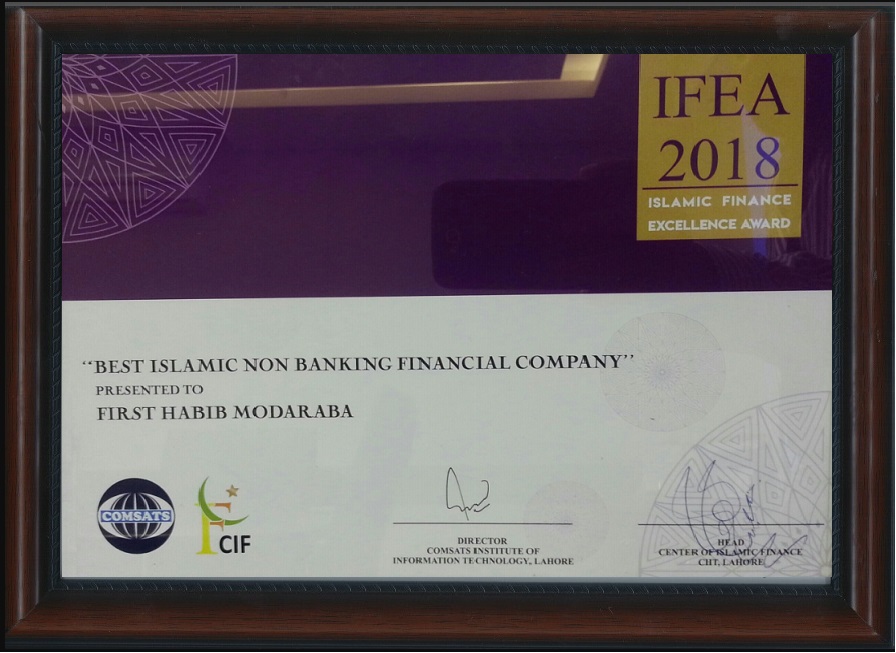 IFEA
2018
ISLAMIC FINANCE
EXCELLENCE AWARD
“BEST ISLAMIC NON BANKING FINANCIAL COMPANY”
PRESENTED TO
FIRST HABIB MODARABA
COMSATS
CIF
DIRECTOR
COMSATS INSTITUTE OF
INFORMATION TECHNOLOGY, LAHORE
HEAD
CENTER OF ISLAMIC FINANCE
CIIT, LAHORE